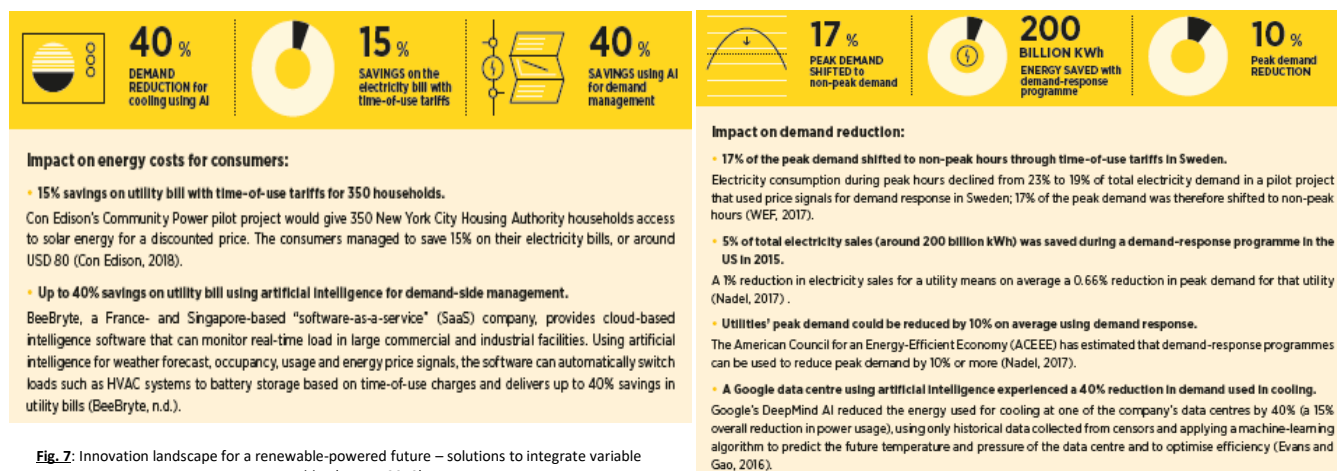 40 %
DEMAND
REDUCTION for
cooling using AI
15 %
SAVINGS on the
electricity bill with
time-of-use tariffs
40 %
SAVINGS using AI
for demand
management
Impact on energy costs for consumers:
• 15% savings on utility bill with time-of-use tariffs for 350 households.
Con Edison's Community Power pilot project would give 350 New York City Housing Authority households access
to solar energy for a discounted price. The consumers managed to save 15% on their electricity bills, or around
USD 80 (Con Edison, 2018).
• Up to 40% savings on utility bill using artificial intelligence for demand-side management.
BeeBryte, a France- and Singapore-based "software-as-a-service" (SaaS) company, provides cloud-based
intelligence software that can monitor real-time load in large commercial and industrial facilities. Using artificial
intelligence for weather forecast, occupancy, usage and energy price signals, the software can automatically switch
loads such as HVAC systems to battery storage based on time-of-use charges and delivers up to 40% savings in
utility bills (BeeBryte, n.d.).
Fig. 7: Innovation landscape for a renewable-powered future – solutions to integrate variable
17 %
PEAK DEMAND
SHIFTED to
non-peak demand
200
BILLION KWh
ENERGY SAVED with
demand-response
programme
10 %
Peak demand
REDUCTION
Impact on demand reduction:
• 17% of the peak demand shifted to non-peak hours through time-of-use tariffs in Sweden.
Electricity consumption during peak hours declined from 23% to 19% of total electricity demand in a pilot project
that used price signals for demand response in Sweden; 17% of the peak demand was therefore shifted to non-peak
hours (WEF, 2017).
• 5% of total electricity sales (around 200 billion kWh) was saved during a demand-response programme in the
US in 2015.
A 1% reduction in electricity sales for a utility means on average a 0.66% reduction in peak demand for that utility
(Nadel, 2017) .
• Utilities' peak demand could be reduced by 10% on average using demand response.
The American Council for an Energy-Efficient Economy (ACEEE) has estimated that demand-response programmes
can be used to reduce peak demand by 10% or more (Nadel, 2017).
• A Google data centre using artificial intelligence experienced a 40% reduction in demand used in cooling.
Google's DeepMind AI reduced the energy used for cooling at one of the company's data centres by 40% (a 15%
overall reduction in power usage), using only historical data collected from censors and applying a machine-learning
algorithm to predict the future temperature and pressure of the data centre and to optimise efficiency (Evans and
Gao, 2016).